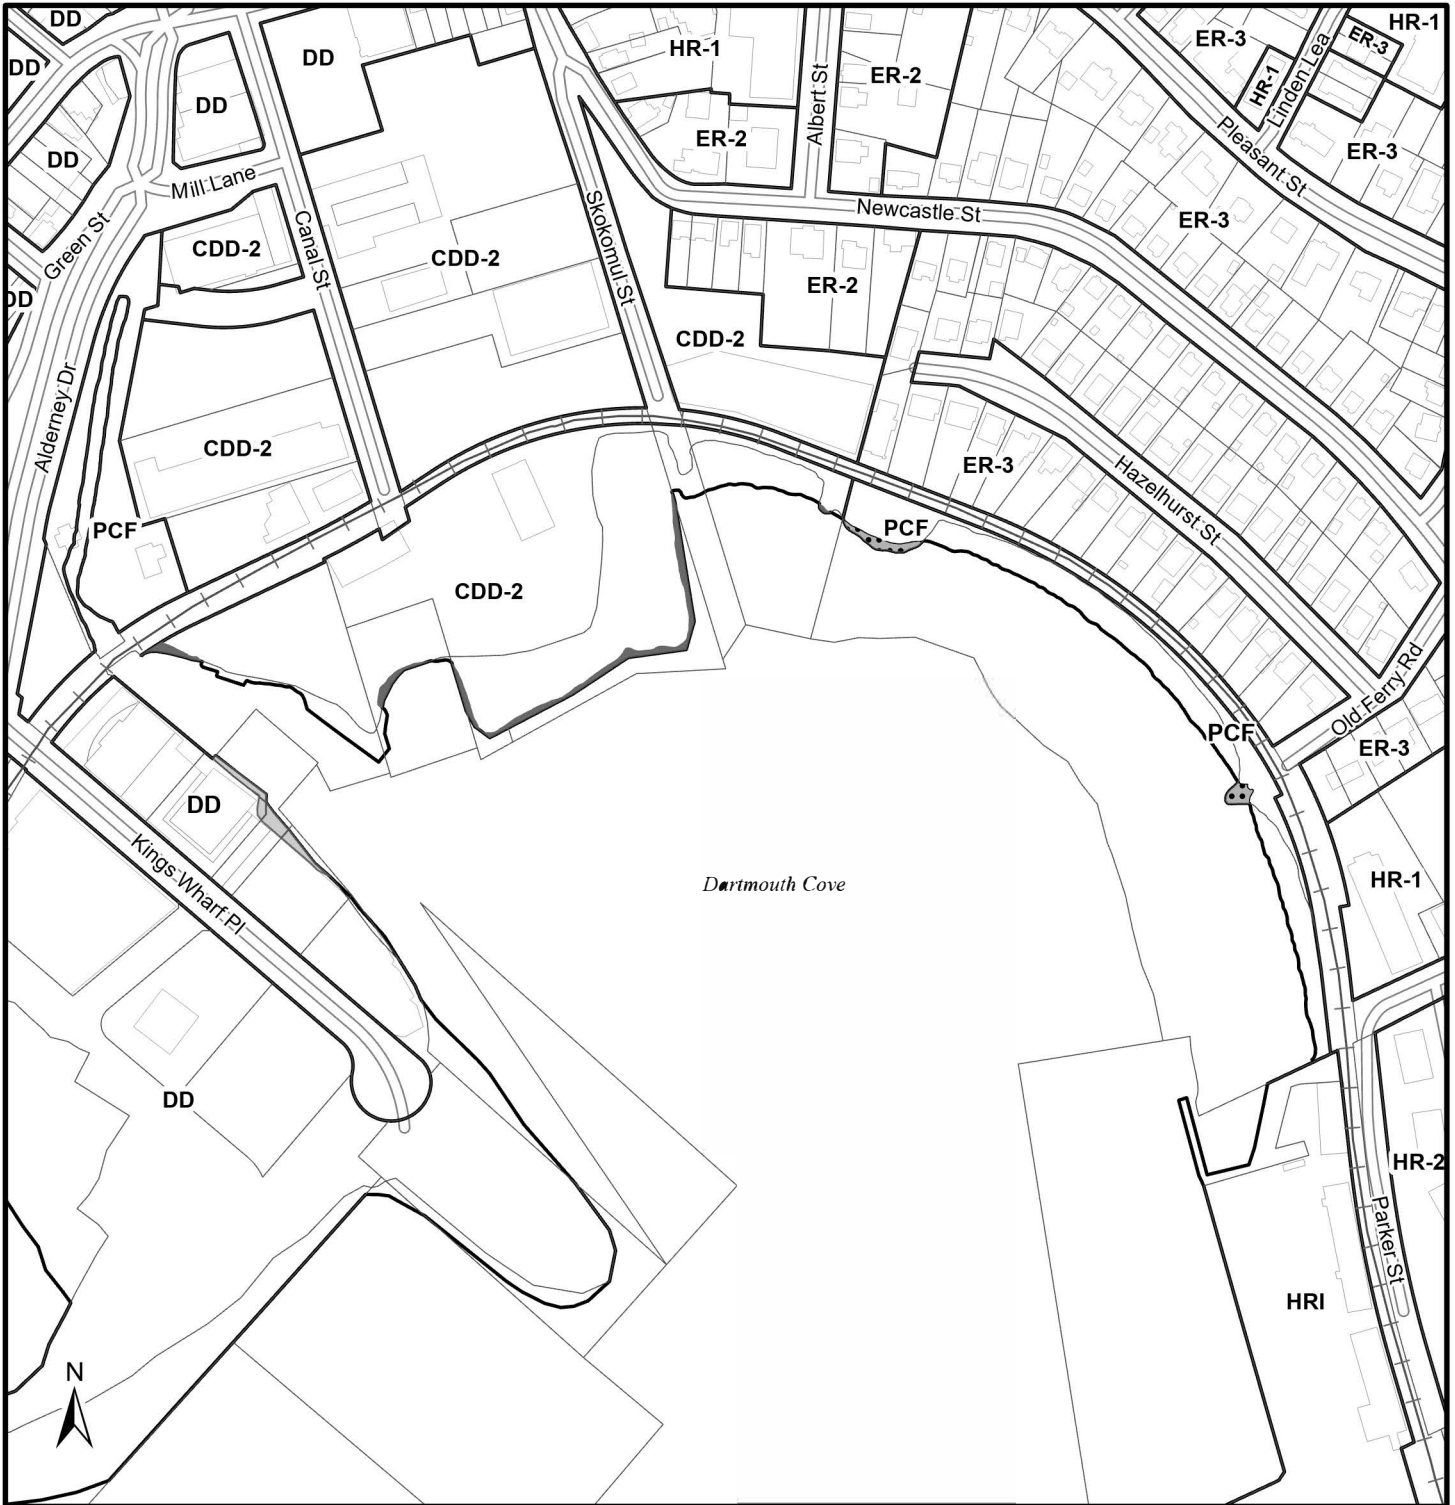 DD
HR-1
DD
HR-1
ER-3
ER-3
Linden Lea
DD
ER-2
HR-1
DD
Albert St
Pleasant St
ER-2
ER-3
DD
Mill Lane
Newcastle St
ER-3
Green St
CDD-2
Canal St
CDD-2
Skokomul St
ER-2
DD
CDD-2
Alderney Dr
CDD-2
ER-3
Hazelhurst St
PCF
PCF
CDD-2
Old Ferry Rd
PCF
ER-3
DD
Kings Wharf Pl
Dartmouth Cove
HR-1
DD
HR-2
Parker St
HRI
N